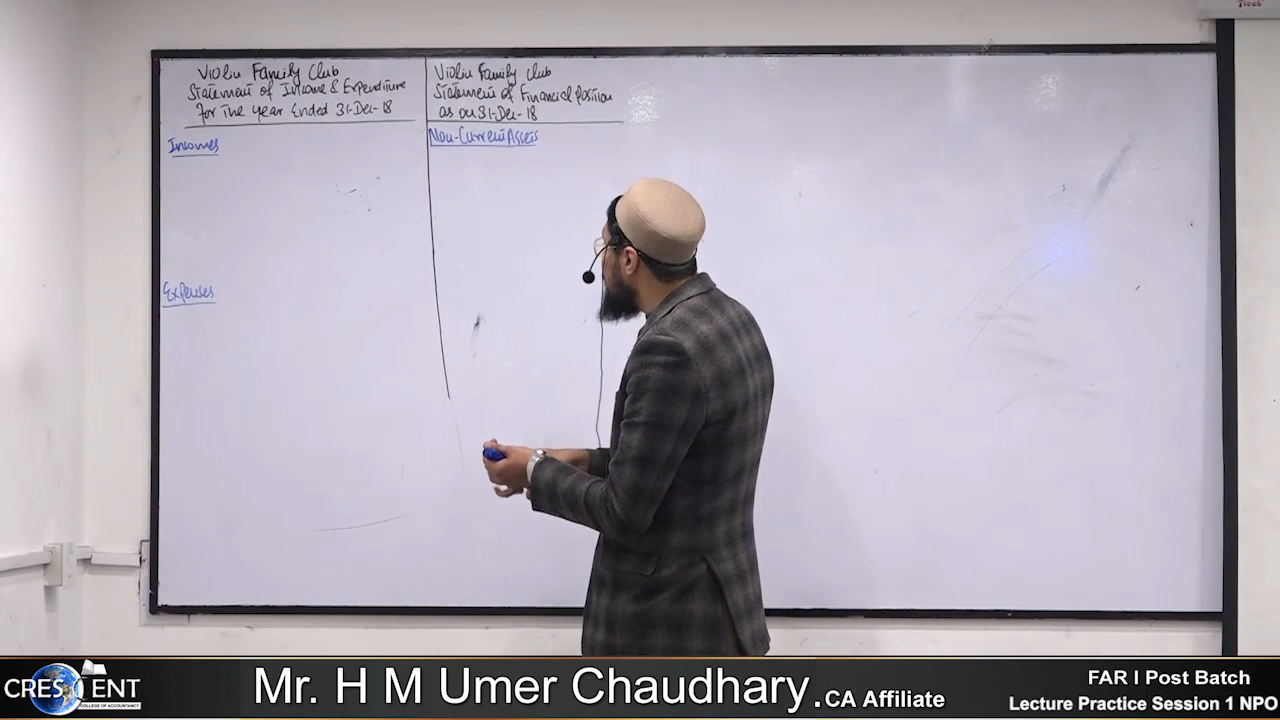 Violin Family Club
Statement of Income & Expenditure
for The Year Ended 31-Dec-18
Incomes
Expenses
Violin Family Club
Statement of Financial Position
as on 31-Dec-18
Non-Current Assets
CRESCENT
COLLEGE OF ACCOUNTANCY
Mr. H M Umer Chaudhary .CA Affiliate
FAR I Post Batch
Lecture Practice Session 1 NPO